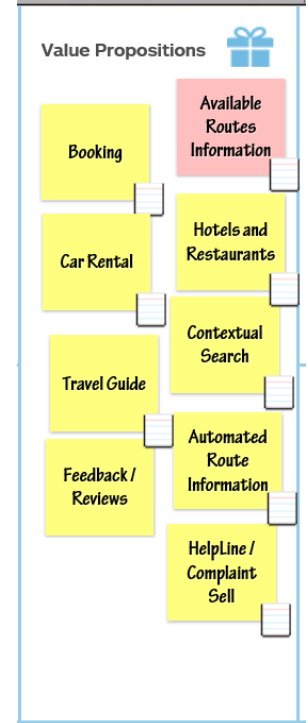 Value Propositions
Available
Routes
Information
Booking
Hotels and
Restaurants
Car Rental
Contextual
Search
Travel Guide
Automated
Route
Information
Feedback /
Reviews
HelpLine /
Complaint
Sell